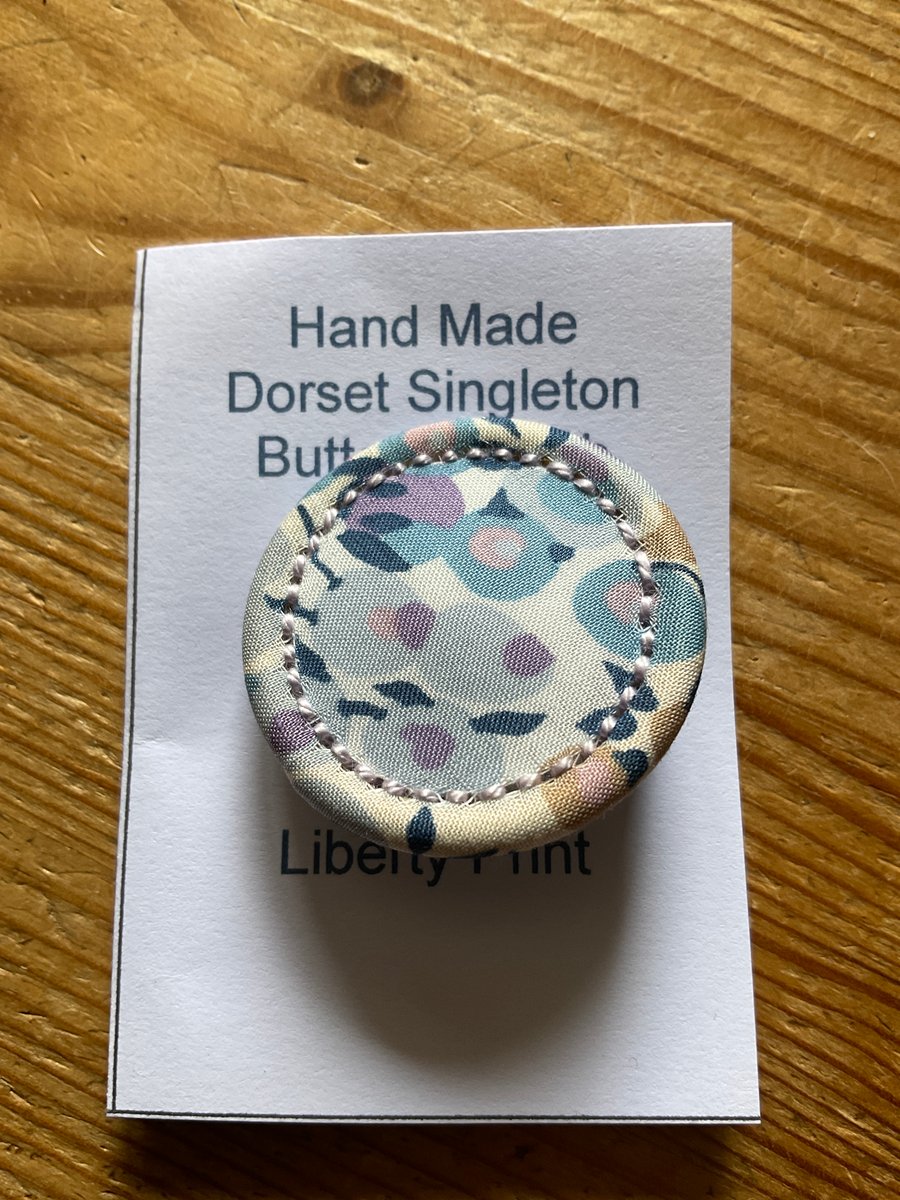 Hand Made
Dorset Singleton
Liberty Print